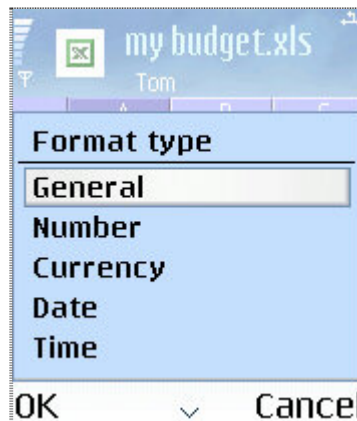 my budget.xls
Tom
Format type
General
Number
Currency
Date
Time
OK Cancel